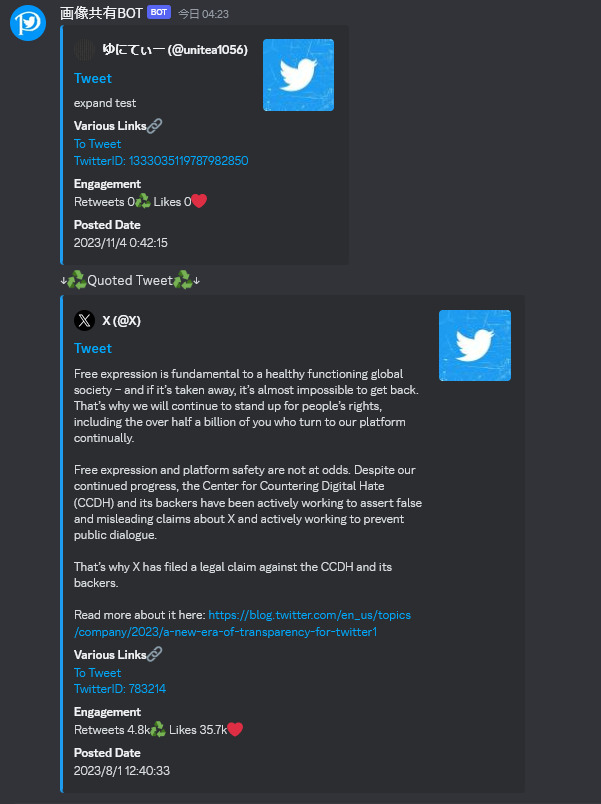 画像共有BOT BOT 今日 04:23
ゆにてぃー (@unitea1056)
Tweet
expand test
Various Links🔗
To Tweet
TwitterID: 1333035119787982850
Engagement
Retweets 0♻ Likes 0❤
Posted Date
2023/11/4 0:42:15
↓♻Quoted Tweet♻↓
X (@X)
Tweet
Free expression is fundamental to a healthy functioning global
society – and if it's taken away, it's almost impossible to get back.
That's why we will continue to stand up for people's rights,
including the over half a billion of you who turn to our platform
continually.
Free expression and platform safety are not at odds. Despite our
continued progress, the Center for Countering Digital Hate
(CCDH) and its backers have been actively working to assert false
and misleading claims about X and actively working to prevent
public dialogue.
That's why X has filed a legal claim against the CCDH and its
backers.
Read more about it here: https://blog.twitter.com/en_us/topics
/company/2023/a-new-era-of-transparency-for-twitter1
Various Links🔗
To Tweet
TwitterID: 783214
Engagement
Retweets 4.8k♻ Likes 35.7k❤
Posted Date
2023/8/1 12:40:33